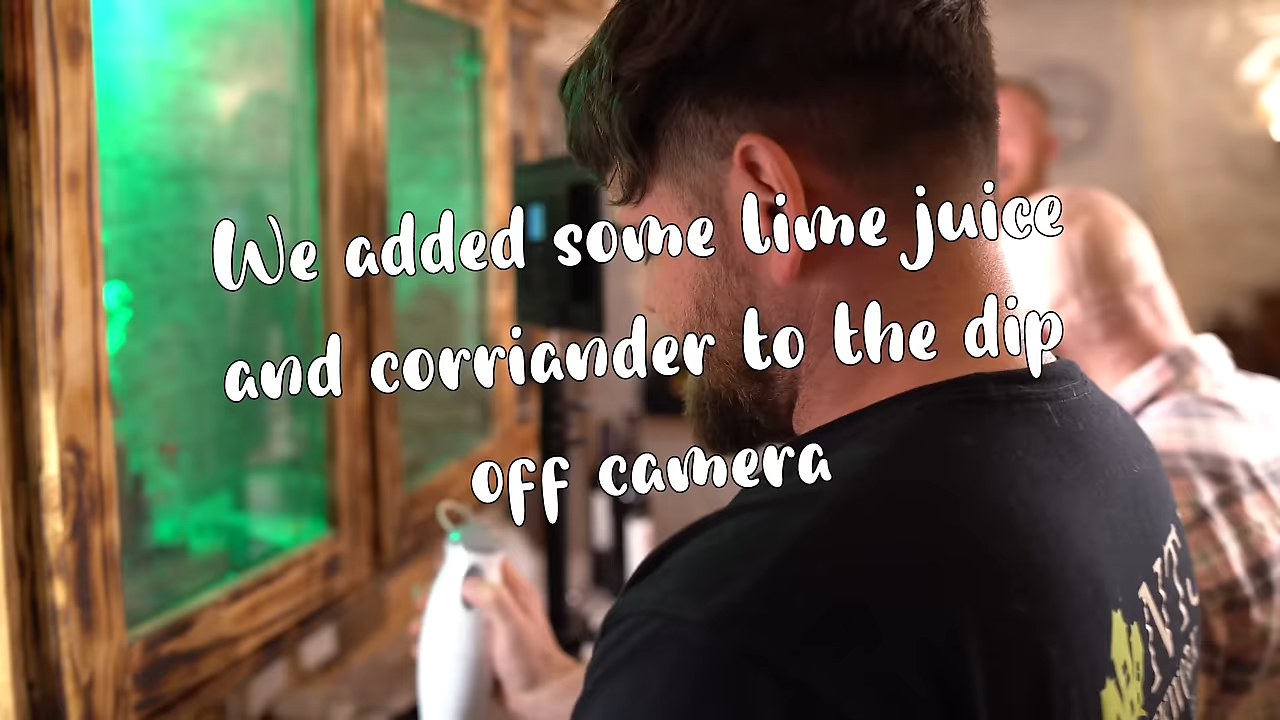 We added some lime juice
and corriander to the dip
off camera